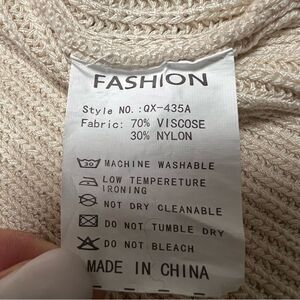 FASHION
Style NO.:QX-435A
Fabric: 70% VISCOSE
30% NYLON
30 MACHINE WASHABLE
LOW TEMPERETURE
IRONING
NOT DRY CLEANABLE
DO NOT TUMBLE DRY
DO NOT BLEACH
MADE IN CHINA